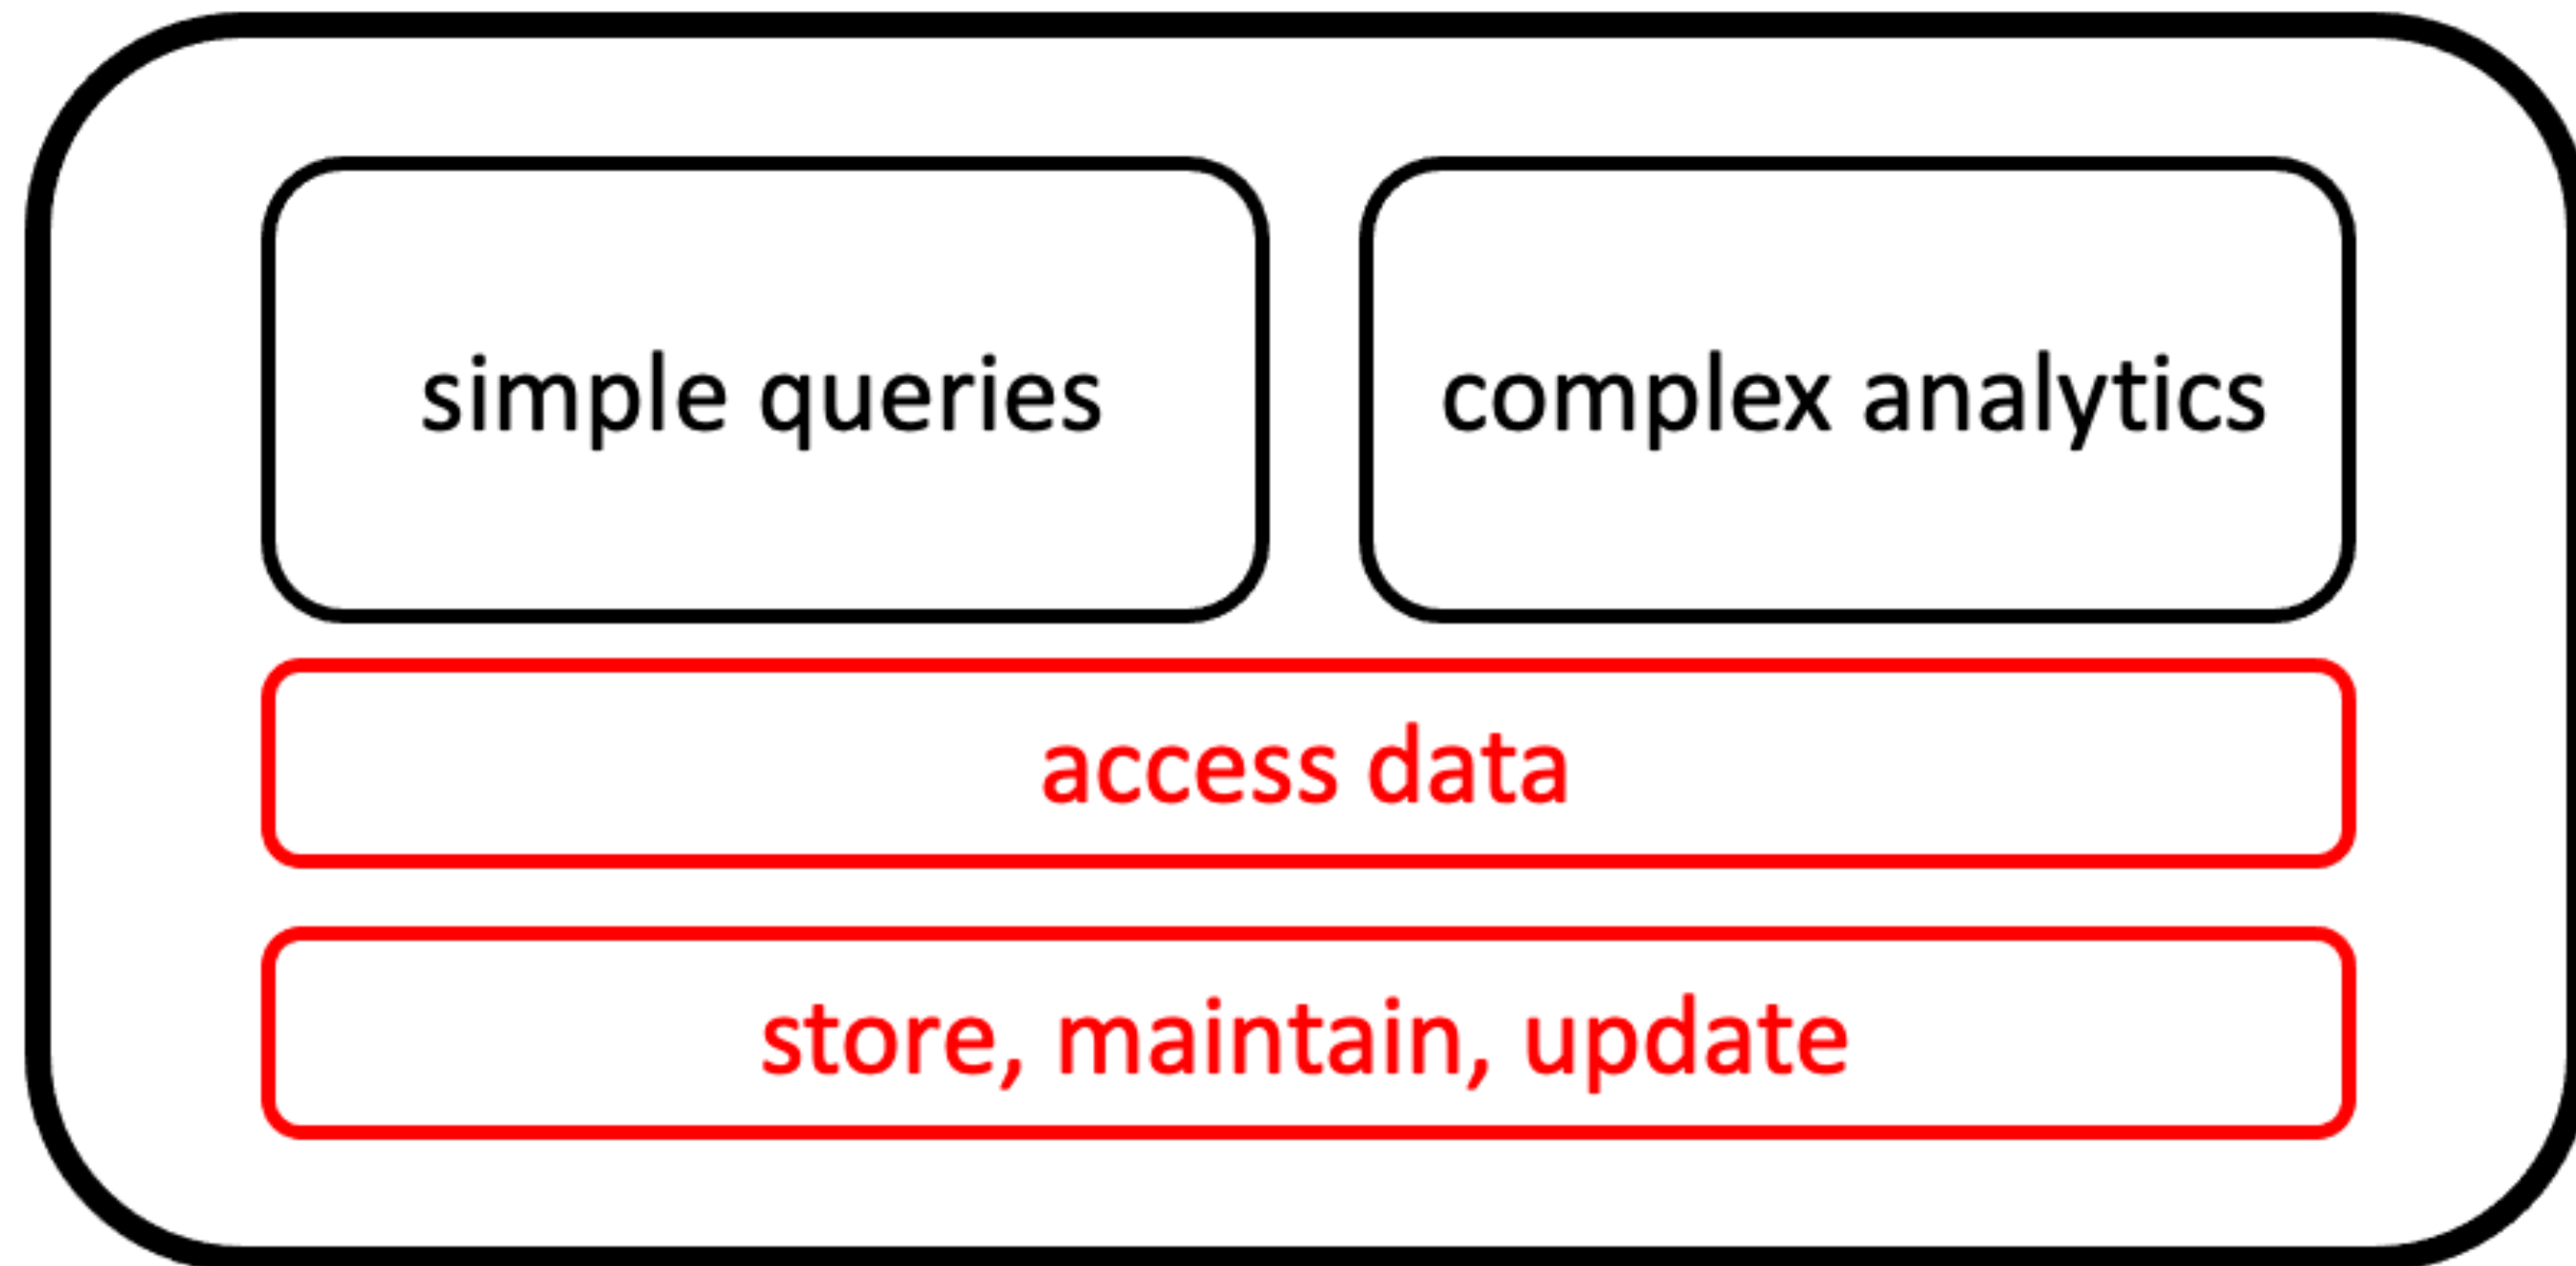 simple queries
complex analytics
access data
store, maintain, update